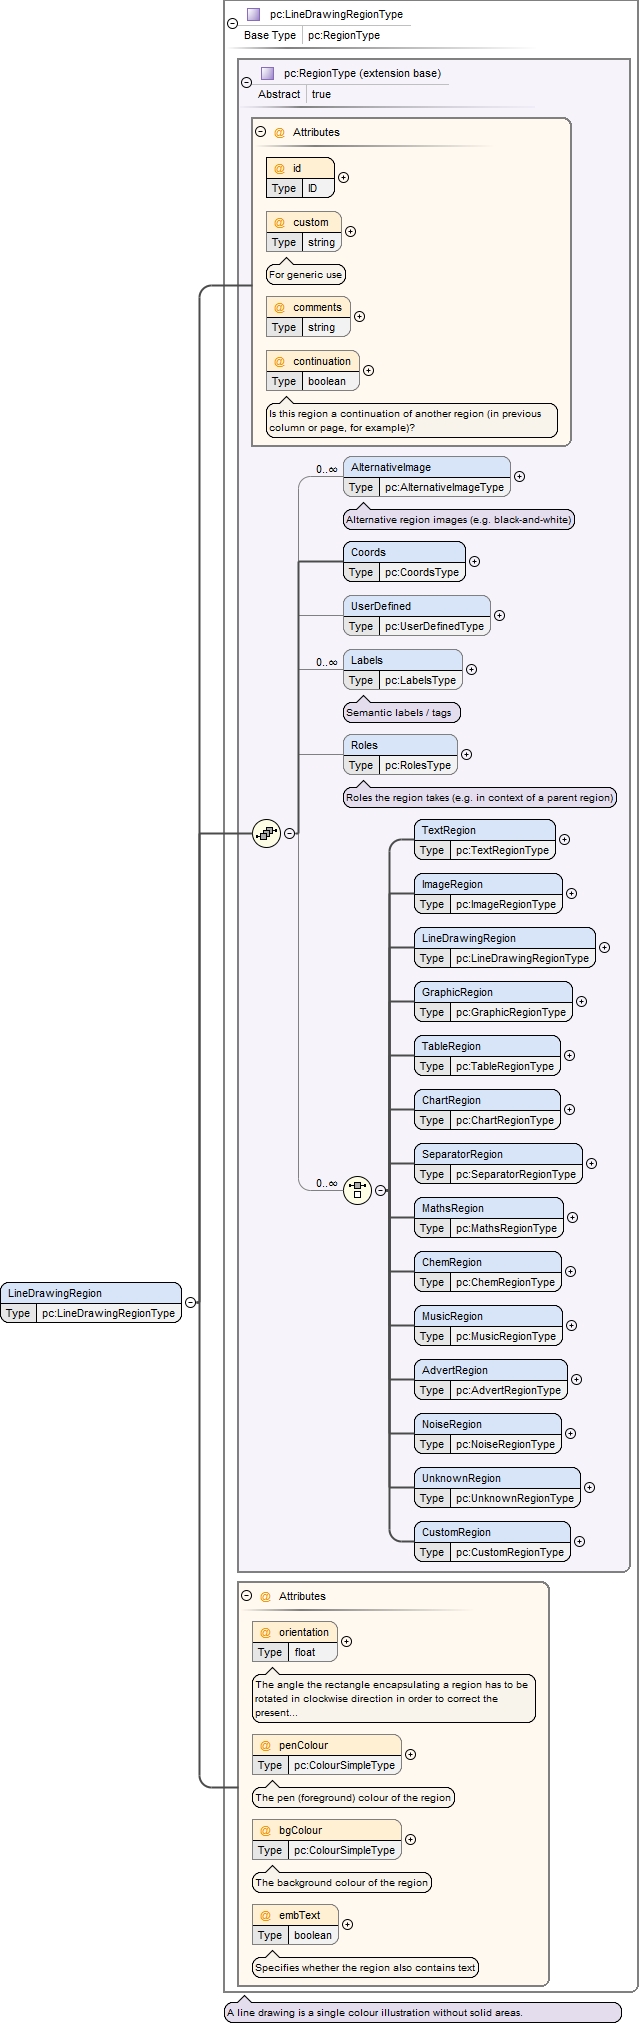 pc:LineDrawingRegionType
Base Type pc:RegionType
pc:RegionType (extension base)
Abstract true
@ Attributes
@ id
Type ID
@ custom
Type string
For generic use
@ comments
Type string
@ continuation
Type boolean
Is this region a continuation of another region (in previous
column or page, for example)?
0..∞ AlternativeImage
Type pc:AlternativeImageType
Alternative region images (e.g. black-and-white)
Coords
Type pc:CoordsType
UserDefined
Type pc:UserDefinedType
0..∞ Labels
Type pc:LabelsType
Semantic labels / tags
Roles
Type pc:RolesType
Roles the region takes (e.g. in context of a parent region)
TextRegion
Type pc:TextRegionType
ImageRegion
Type pc:ImageRegionType
LineDrawingRegion
Type pc:LineDrawingRegionType
GraphicRegion
Type pc:GraphicRegionType
TableRegion
Type pc:TableRegionType
ChartRegion
Type pc:ChartRegionType
SeparatorRegion
Type pc:SeparatorRegionType
0..∞
MathsRegion
Type pc:MathsRegionType
ChemRegion
Type pc:ChemRegionType
LineDrawingRegion
Type pc:LineDrawingRegionType
MusicRegion
Type pc:MusicRegionType
AdvertRegion
Type pc:AdvertRegionType
NoiseRegion
Type pc:NoiseRegionType
UnknownRegion
Type pc:UnknownRegionType
CustomRegion
Type pc:CustomRegionType
@ Attributes
@ orientation
Type float
The angle the rectangle encapsulating a region has to be
rotated in clockwise direction in order to correct the
present...
@ penColour
Type pc:ColourSimpleType
The pen (foreground) colour of the region
@ bgColour
Type pc:ColourSimpleType
The background colour of the region
@ embText
Type boolean
Specifies whether the region also contains text
A line drawing is a single colour illustration without solid areas.